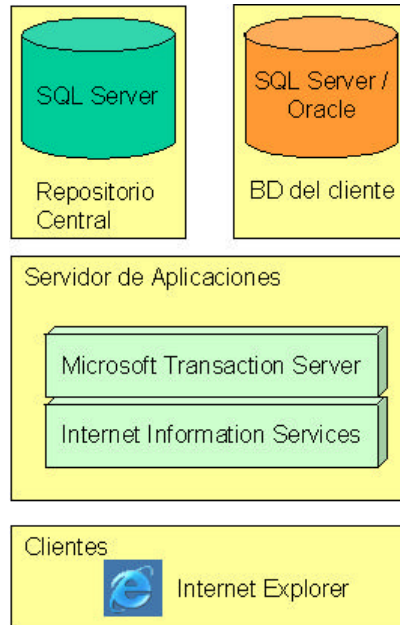 SQL Server
Repositorio
Central
SQL Server /
Oracle
BD del cliente
Servidor de Aplicaciones
Microsoft Transaction Server
Internet Information Services
Clientes
Internet Explorer